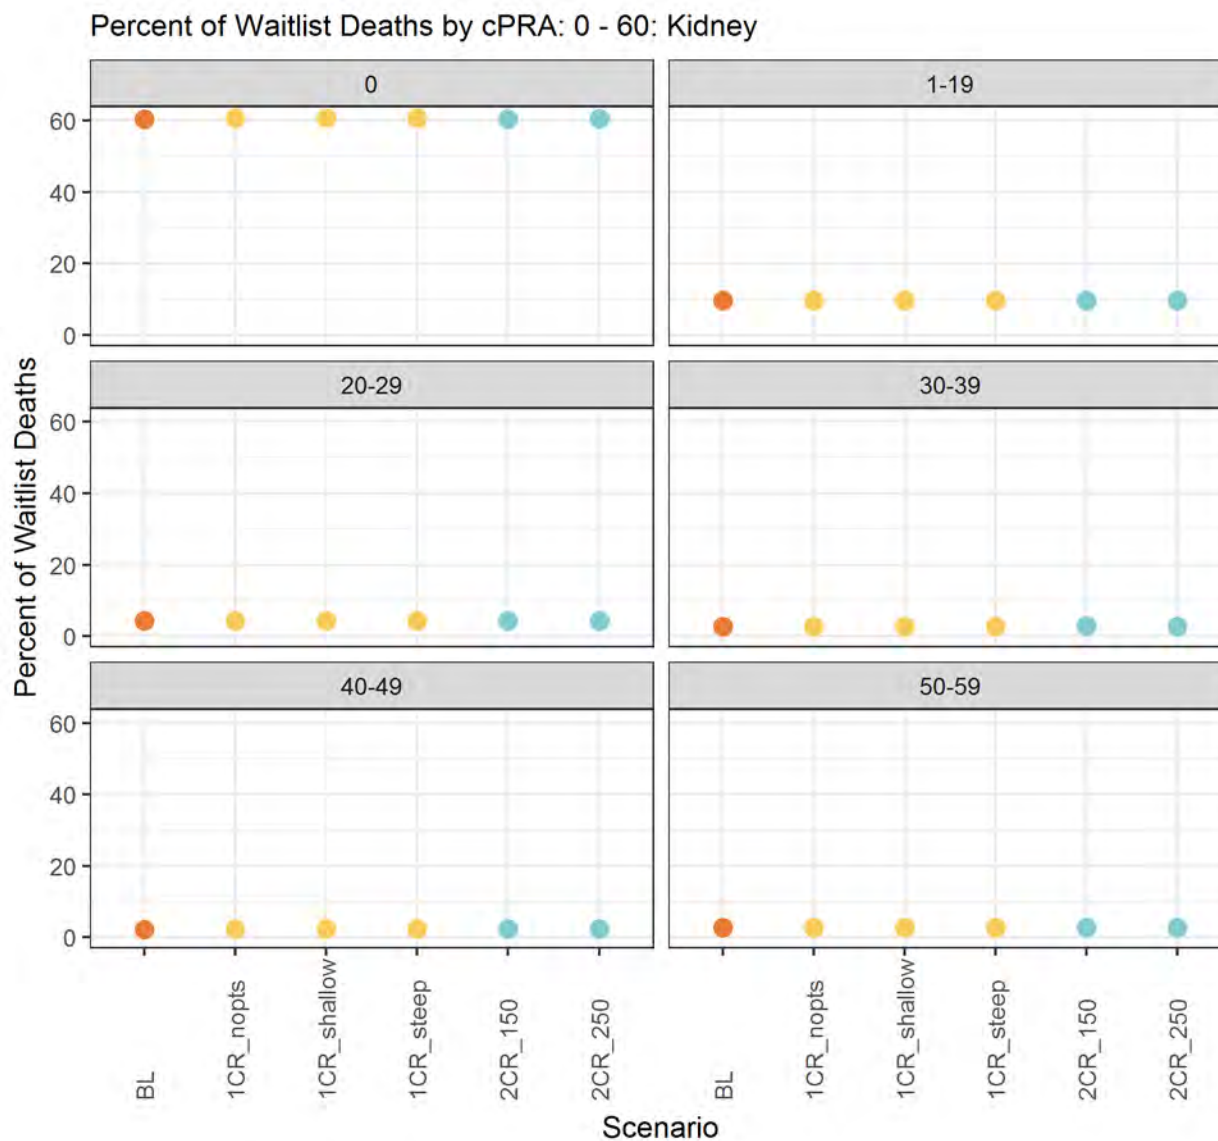 Percent of Waitlist Deaths by cPRA: 0 - 60: Kidney
0
1-19
60
40
20
0
20-29
30-39
60
40
20
0
40-49
50-59
60
40
20
0
Percent of Waitlist Deaths
BL
1CR_nopts
1CR_shallow
1CR_steep
2CR_150
2CR_250
BL
1CR_nopts
1CR_shallow
1CR_steep
2CR_150
2CR_250
Scenario